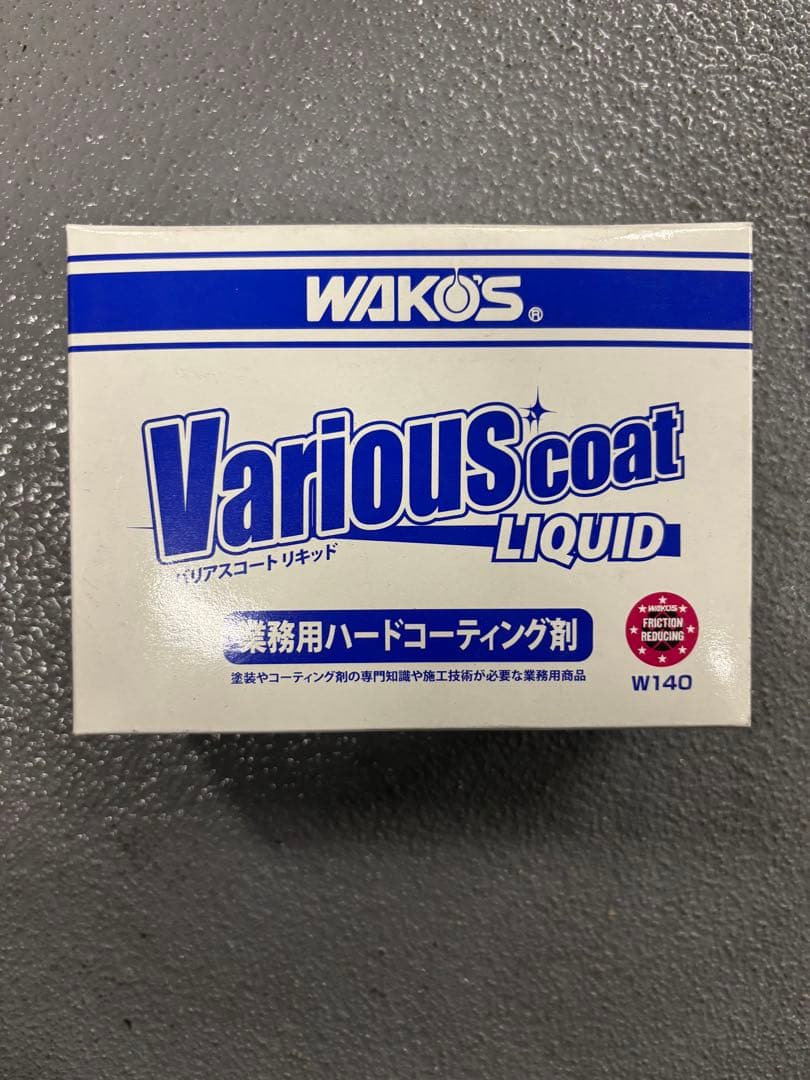 WAKO'S®
Various coat
LIQUID
バリアスコート リキッド
業務用ハードコーティング剤
塗装やコーティング剤の専門知識や施工技術が必要な業務用商品
WAKO'S
FRICTION
REDUCING
W140